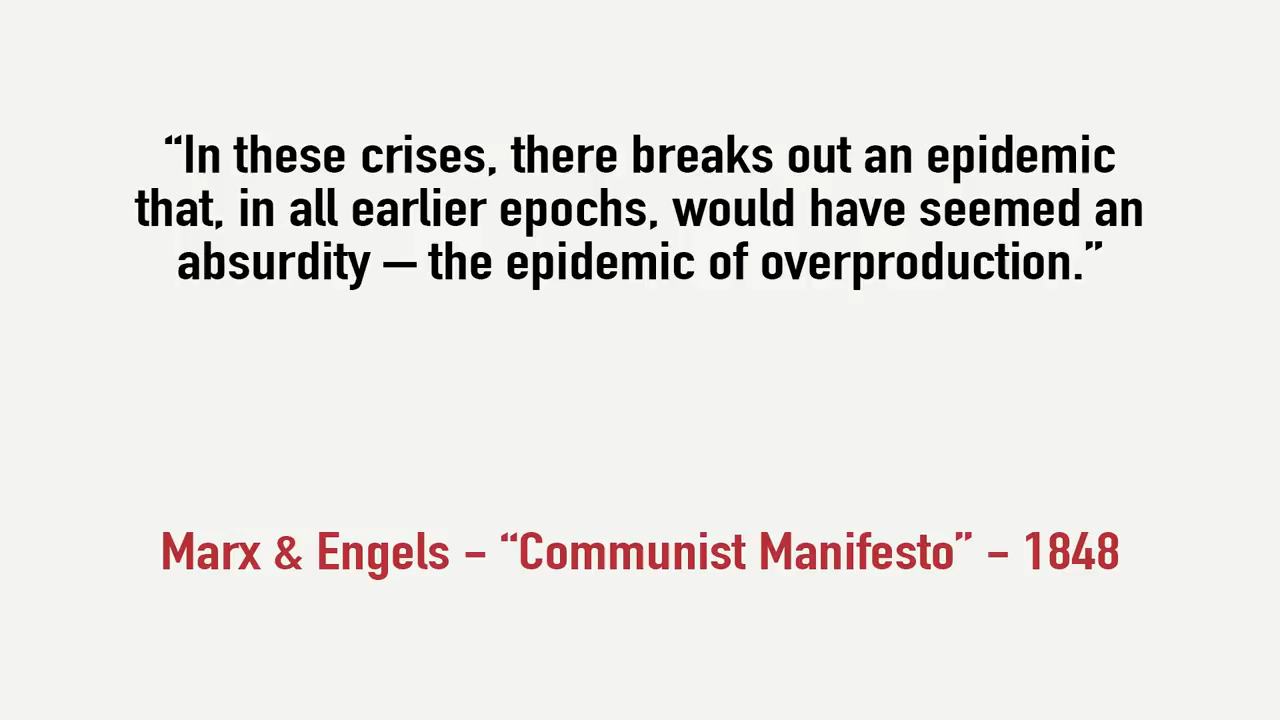 “In these crises, there breaks out an epidemic
that, in all earlier epochs, would have seemed an
absurdity — the epidemic of overproduction.”
Marx & Engels – “Communist Manifesto” – 1848